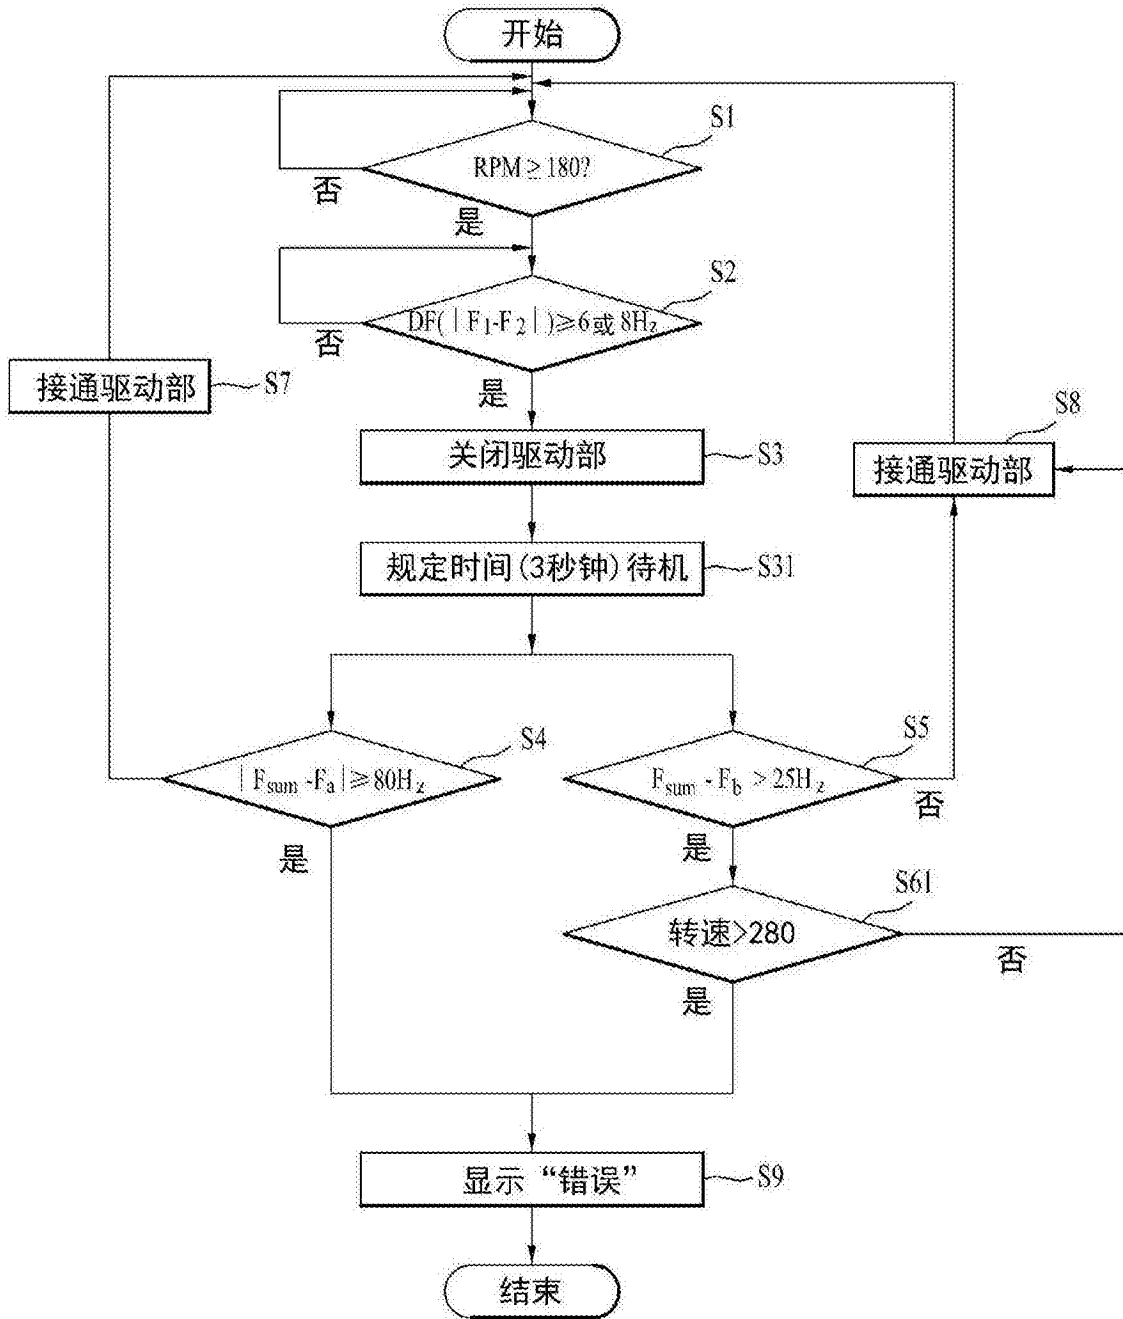 开始
S1
RPM ≥ 180?
否
是
S2
DF(|F1-F2|)≥6或 8Hz
否
是
接通驱动部
S7
关闭驱动部
S3
S8
接通驱动部
规定时间(3秒钟)待机
S31
S4
|Fsum -Fa|≥80Hz
是
S5
Fsum - Fb > 25Hz
否
是
S61
转速>280
否
是
显示 “错误”
S9
结束